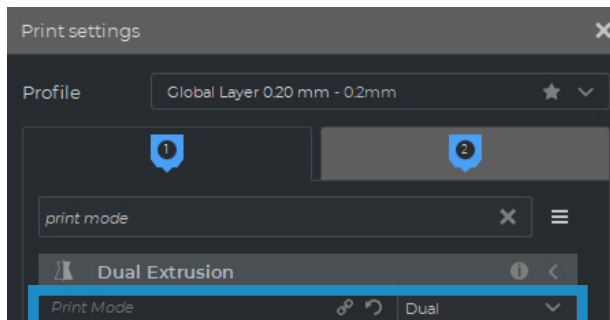 Print settings
Profile Global Layer 0.20 mm - 0.2mm
1 2
print mode
Dual Extrusion
Print Mode Dual